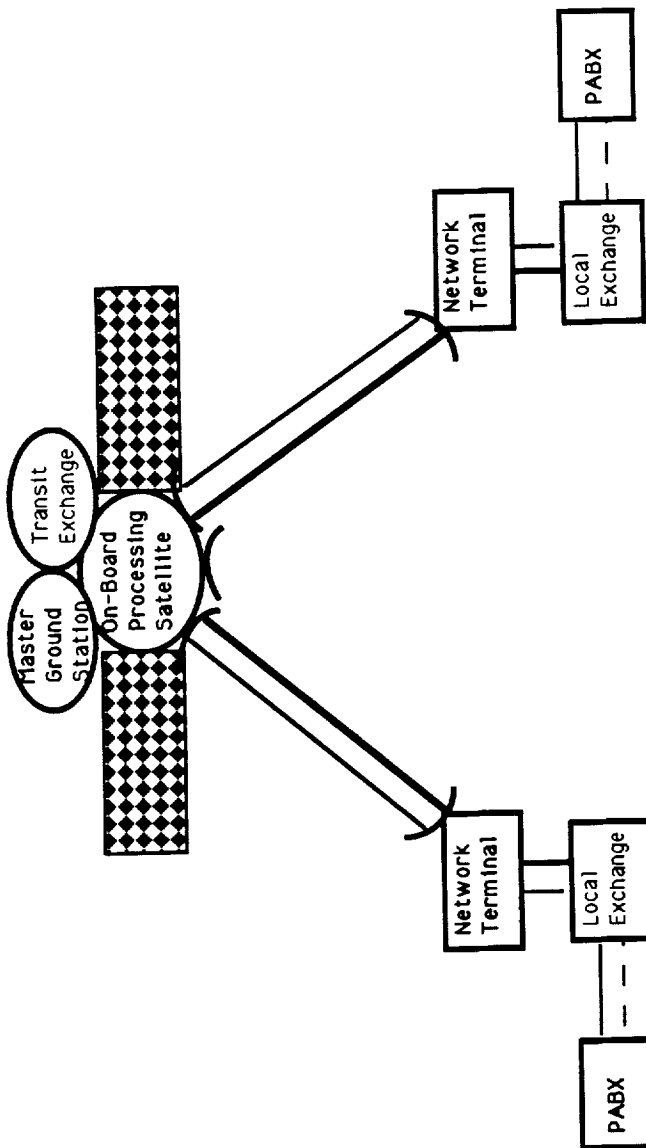 Master
Ground
Station
Transit
Exchange
On-Board
Processing
Satellite
Network
Terminal
Network
Terminal
Local
Exchange
Local
Exchange
PABX
PABX